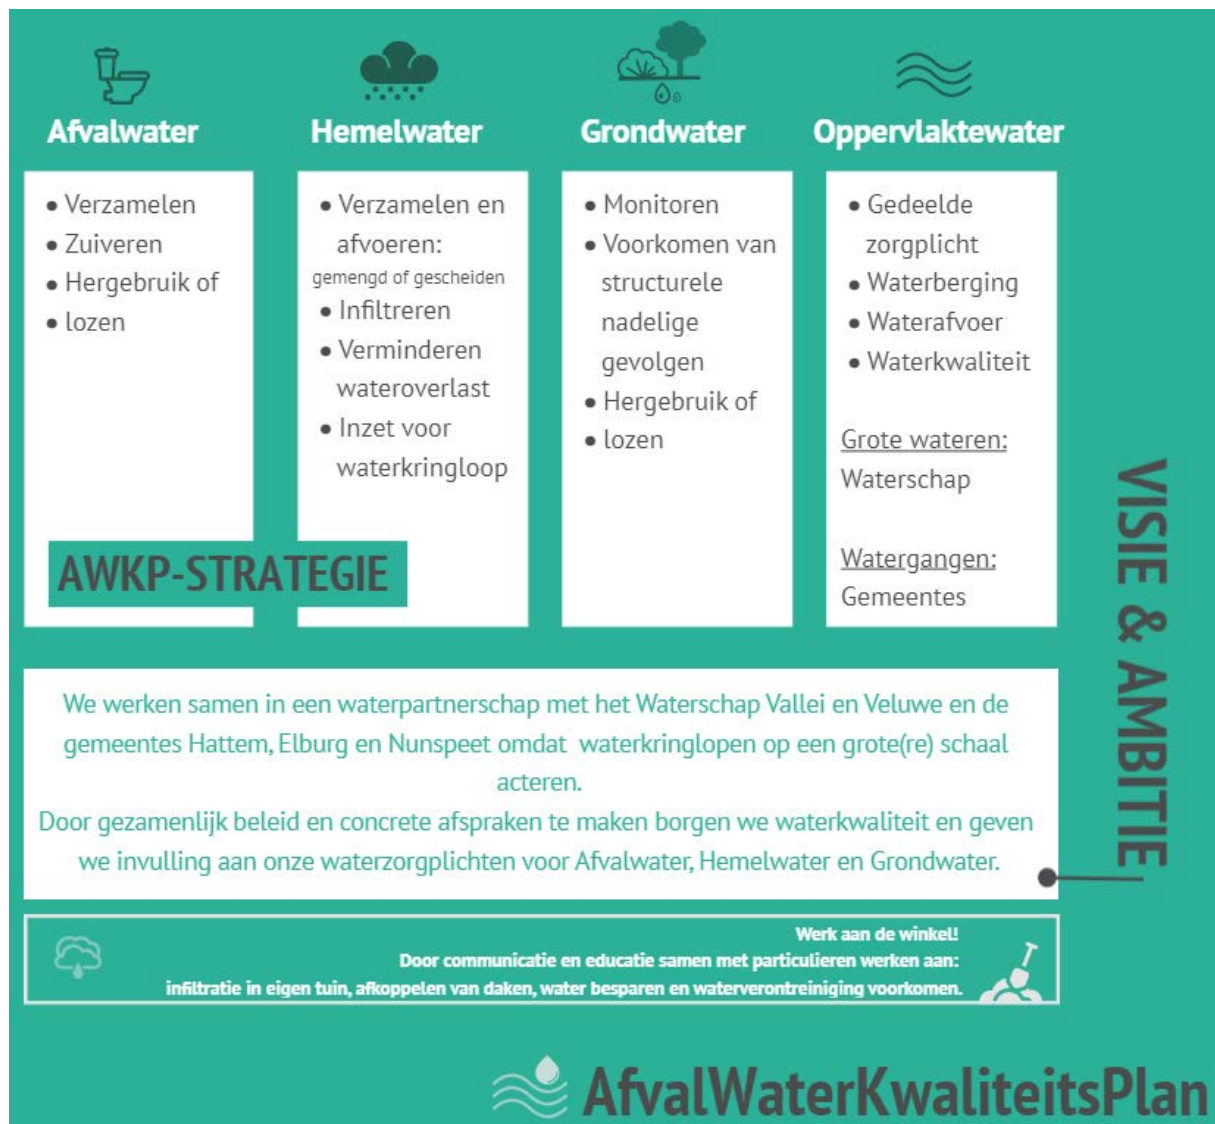 Afvalwater
• Verzamelen
• Zuiveren
• Hergebruik of
• lozen
Hemelwater
• Verzamelen en
afvoeren:
gemengd of gescheiden
• Infiltreren
• Verminderen
wateroverlast
• Inzet voor
waterkringloop
Grondwater
• Monitoren
• Voorkomen van
structurele
nadelige
gevolgen
• Hergebruik of
• lozen
Oppervlaktewater
• Gedeelde
zorgplicht
• Waterberging
• Waterafvoer
• Waterkwaliteit
Grote wateren:
Waterschap
Watergangen:
Gemeentes
AWKP-STRATEGIE
VISIE & AMBITIE
We werken samen in een waterpartnerschap met het Waterschap Vallei en Veluwe en de
gemeentes Hattem, Elburg en Nunspeet omdat waterkringlopen op een grote(re) schaal
acteren.
Door gezamenlijk beleid en concrete afspraken te maken borgen we waterkwaliteit en geven
we invulling aan onze waterzorgplichten voor Afvalwater, Hemelwater en Grondwater.
Werk aan de winkel!
Door communicatie en educatie samen met particulieren werken aan:
infiltratie in eigen tuin, afkoppelen van daken, water besparen en waterverontreiniging voorkomen.
AfvalWaterKwaliteitsPlan